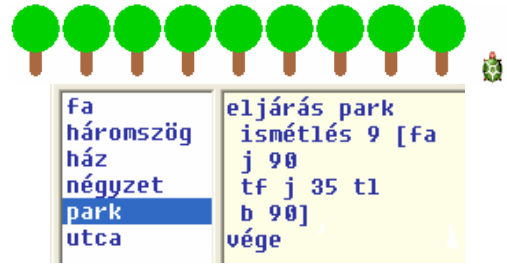 fa
háromszög
ház
négyzet
park
utca
eljárás park
ismétlés 9 [fa
j 90
tf j 35 tl
b 90]
vége